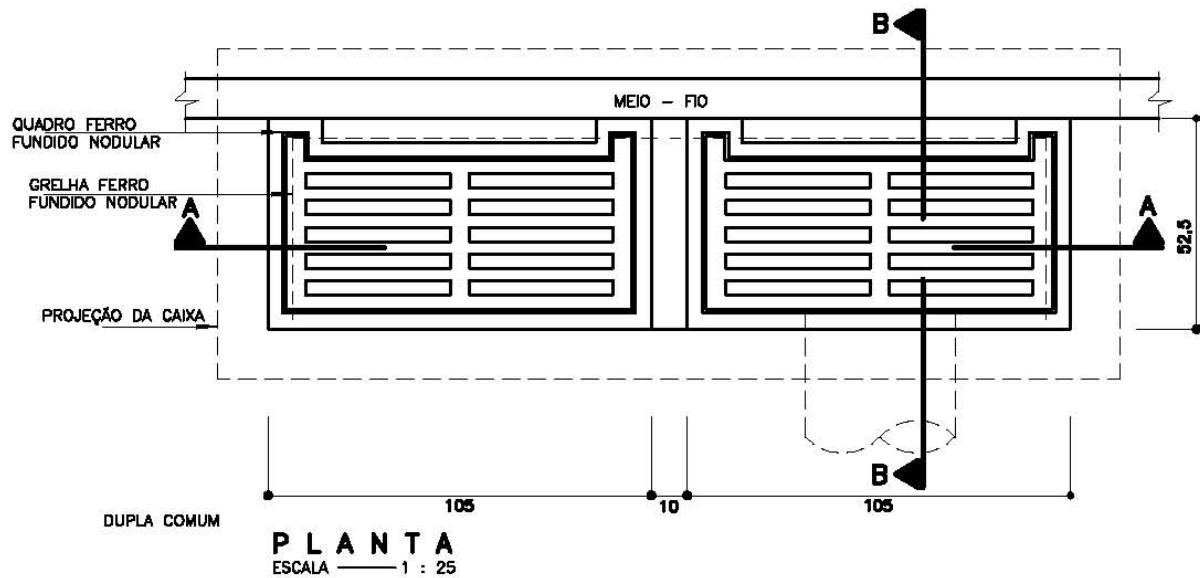 B
MEIO - FIO
QUADRO FERRO
FUNDIDO NODULAR
GRELHA FERRO
FUNDIDO NODULAR
A
A
52,5
PROJEÇÃO DA CAIXA
B
105
10
105
DUPLA COMUM
PLANTA
ESCALA 1 : 25